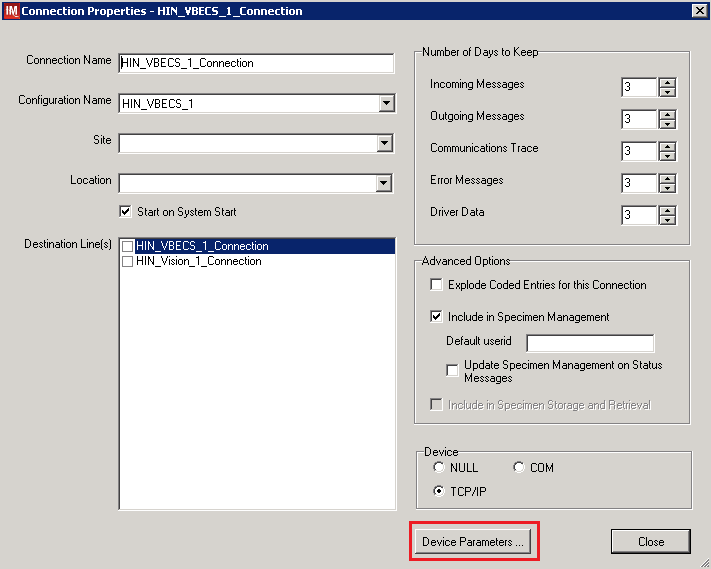 IM Connection Properties - HIN_VBECS_1_Connection
Connection Name HIN_VBECS_1_Connection
Configuration Name HIN_VBECS_1
Site
Location
Start on System Start
Destination Line(s) HIN_VBECS_1_Connection
HIN_Vision_1_Connection
Number of Days to Keep
Incoming Messages 3
Outgoing Messages 3
Communications Trace 3
Error Messages 3
Driver Data 3
Advanced Options
Explode Coded Entries for this Connection
Include in Specimen Management
Default userid
Update Specimen Management on Status
Messages
Include in Specimen Storage and Retrieval
Device
NULL COM
TCP/IP
Device Parameters ... Close